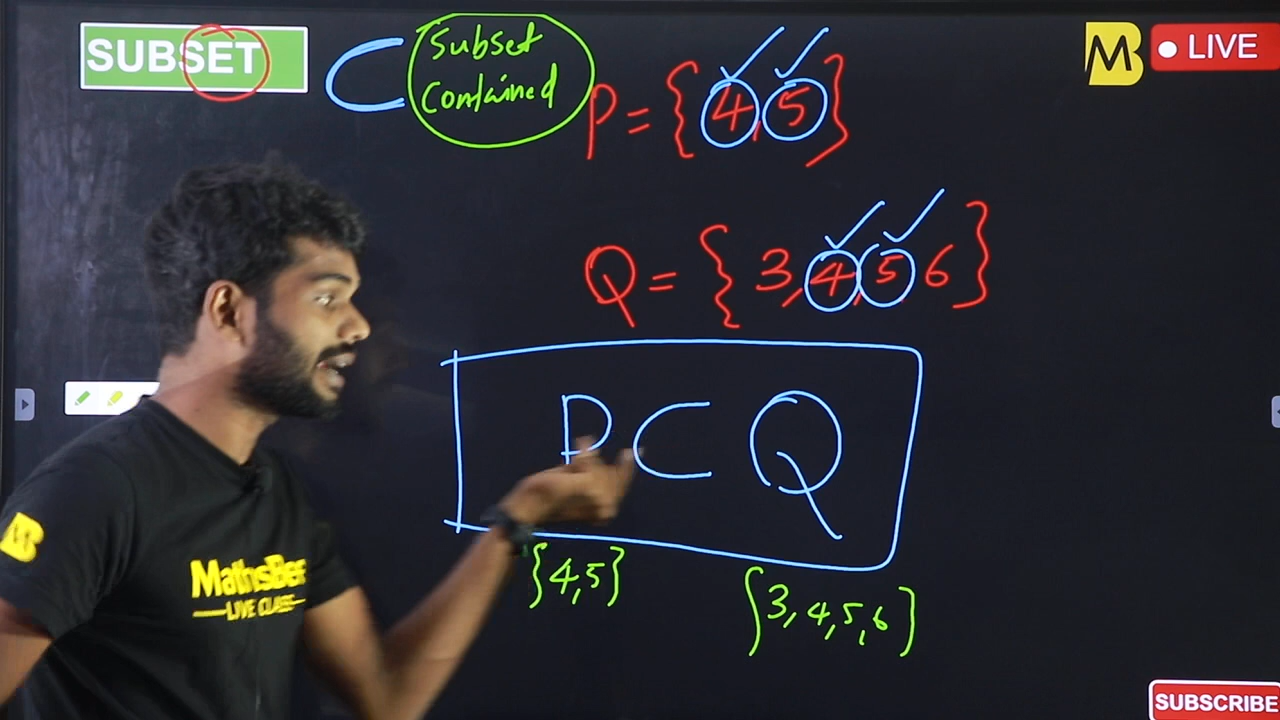 SUBSET
⊂
Subset
Contained
P = { 4, 5 }
MB
LIVE
Q = { 3, 4, 5 6 }
P ⊂ Q
{4,5}
{3, 4, 5, 6}
B
MathsBee
LIVE CLASS
SUBSCRIBE